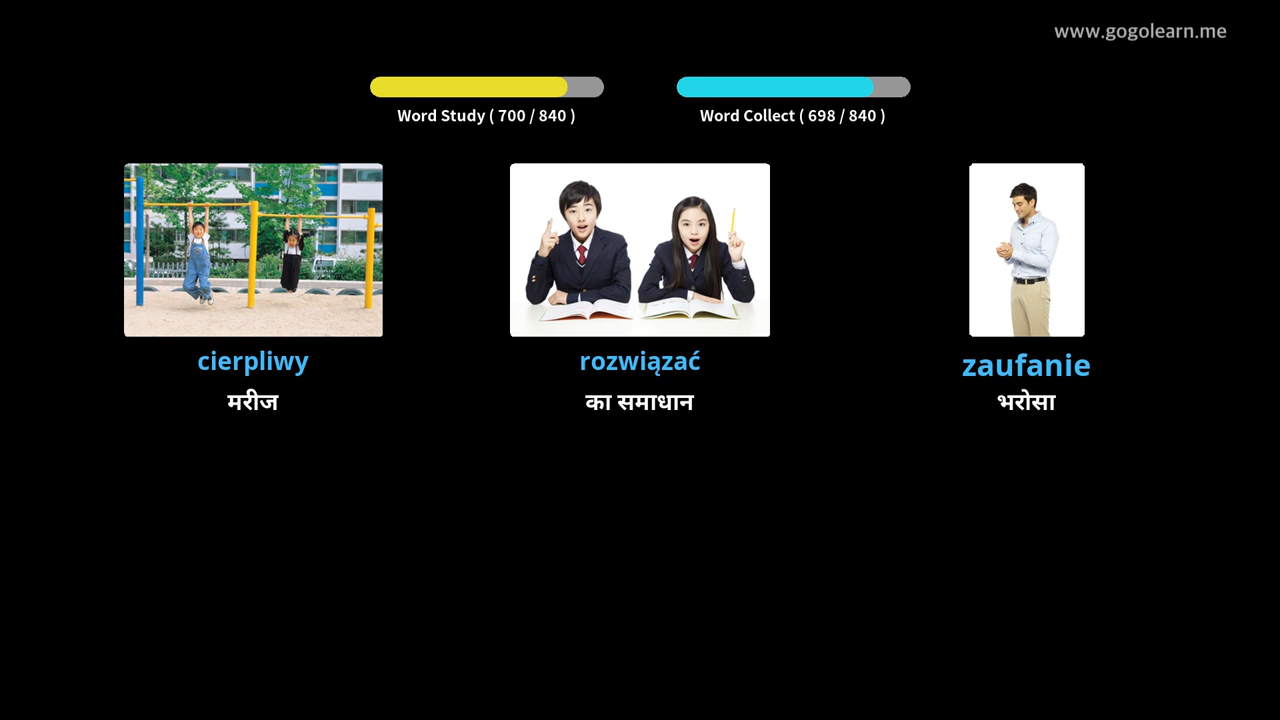 www.gogolearn.me
Word Study ( 700 / 840 )
Word Collect ( 698 / 840 )
cierpliwy
मरीज
rozwiązać
का समाधान
zaufanie
भरोसा